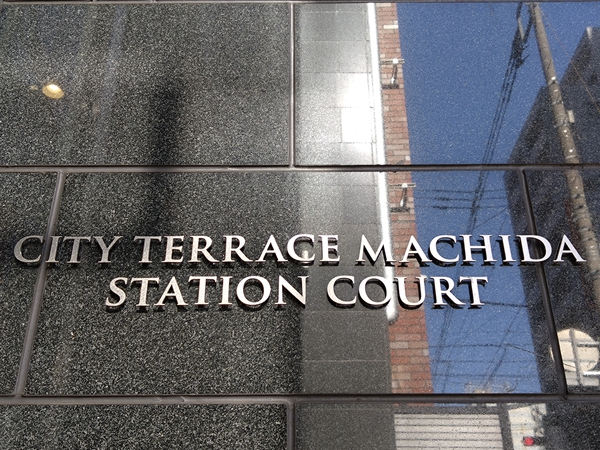 CITY TERRACE MACHIDA
STATION COURT